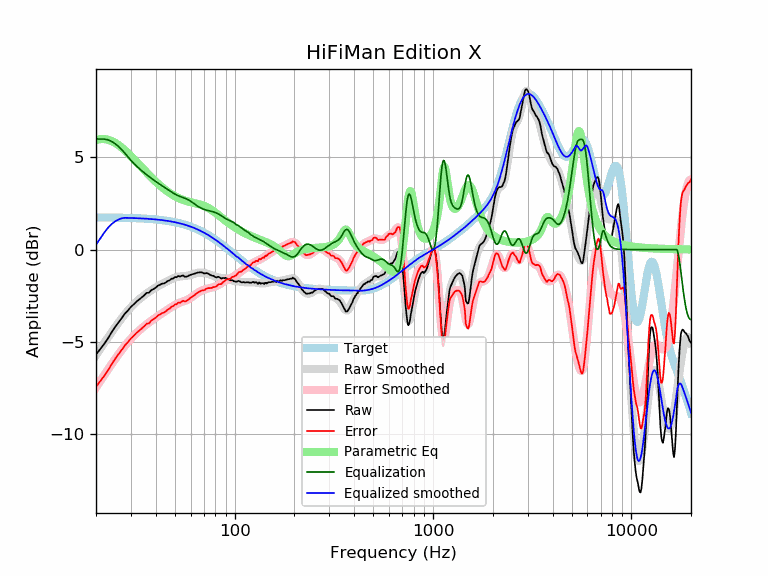 HiFiMan Edition X
Amplitude (dBr)
5
0
−5
−10
Target
Raw Smoothed
Error Smoothed
Raw
Error
Parametric Eq
Equalization
Equalized smoothed
100 1000 10000
Frequency (Hz)